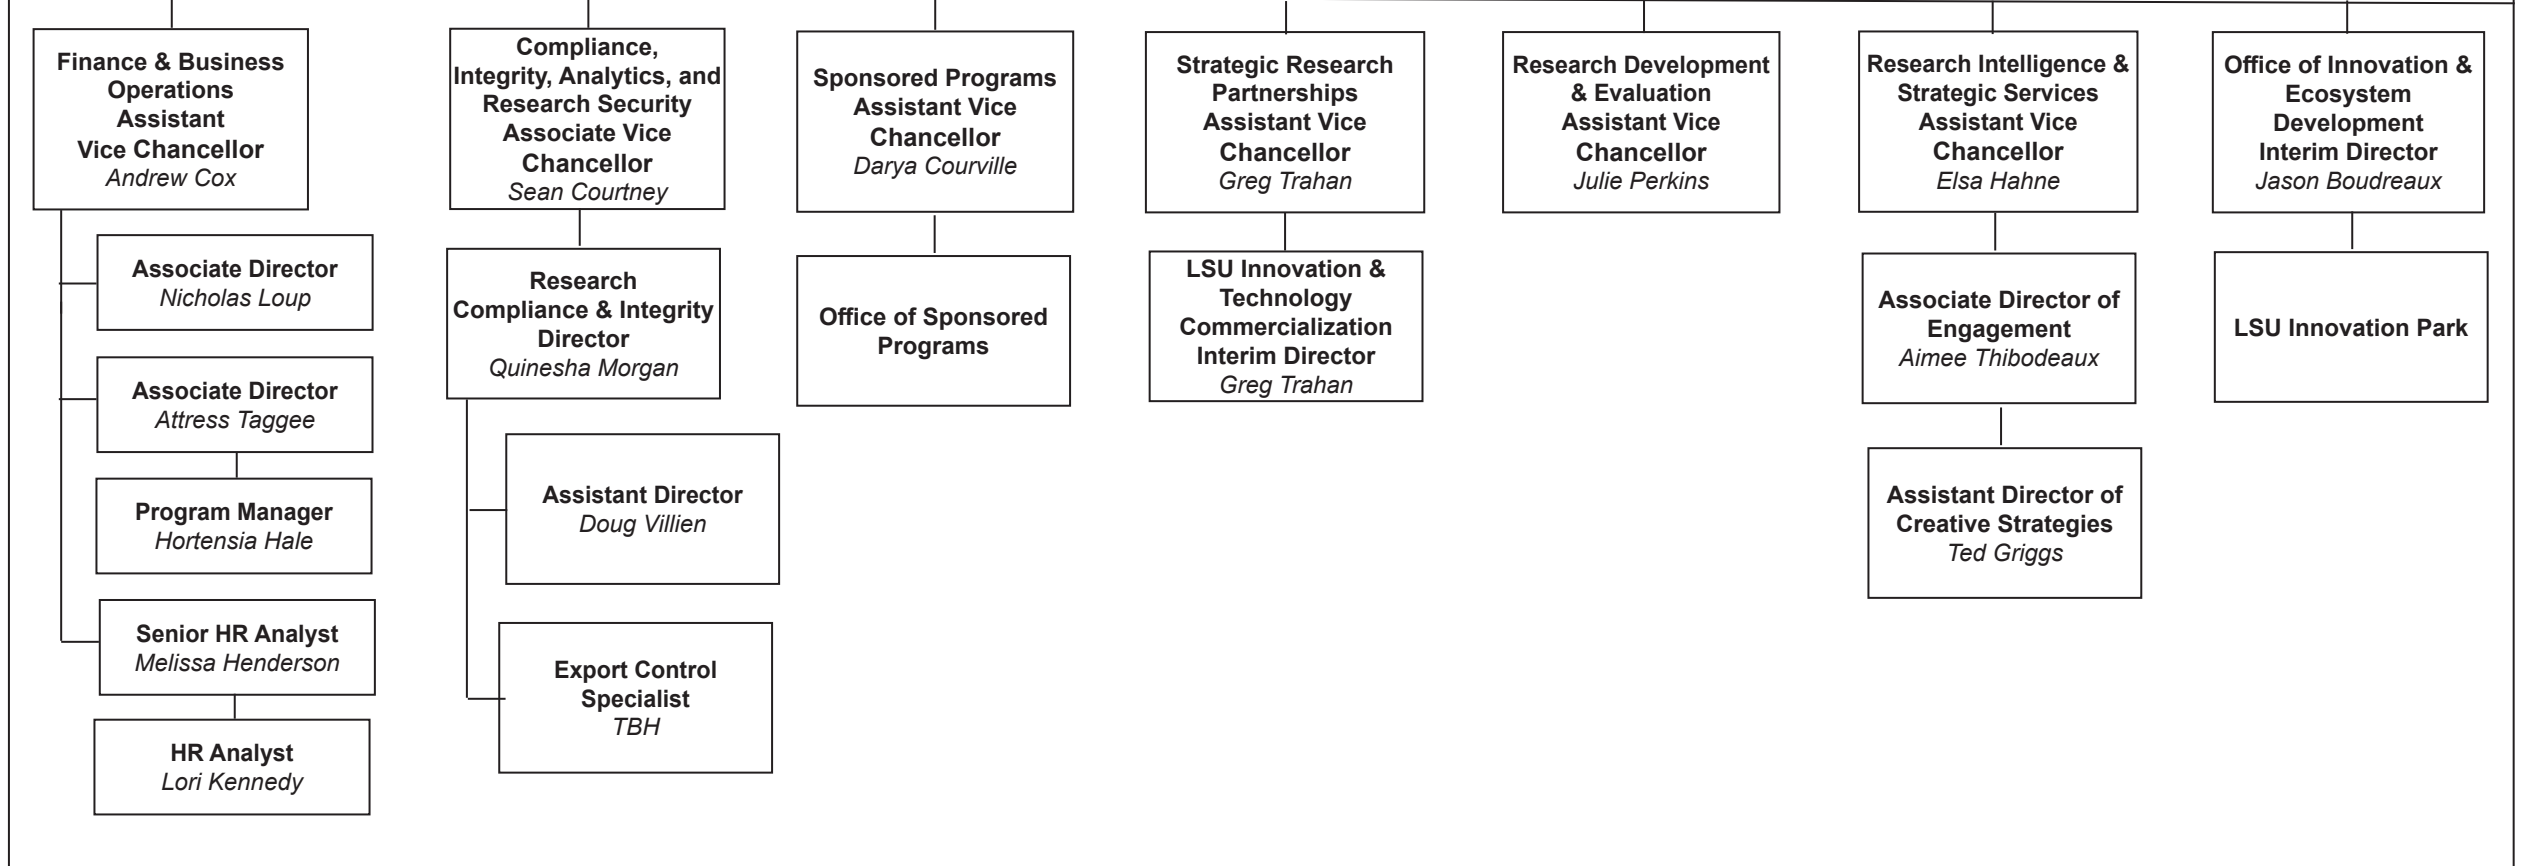 Finance & Business
Operations
Assistant
Vice Chancellor
Andrew Cox
Associate Director
Nicholas Loup
Associate Director
Attress Taggee
Program Manager
Hortensia Hale
Senior HR Analyst
Melissa Henderson
HR Analyst
Lori Kennedy
Compliance,
Integrity, Analytics, and
Research Security
Associate Vice
Chancellor
Sean Courtney
Research
Compliance & Integrity
Director
Quinesha Morgan
Assistant Director
Doug Villien
Export Control
Specialist
TBH
Sponsored Programs
Assistant Vice
Chancellor
Darya Courville
Office of Sponsored
Programs
Strategic Research
Partnerships
Assistant Vice
Chancellor
Greg Trahan
LSU Innovation &
Technology
Commercialization
Interim Director
Greg Trahan
Research Development
& Evaluation
Assistant Vice
Chancellor
Julie Perkins
Research Intelligence &
Strategic Services
Assistant Vice
Chancellor
Elsa Hahne
Associate Director of
Engagement
Aimee Thibodeaux
Assistant Director of
Creative Strategies
Ted Griggs
Office of Innovation &
Ecosystem
Development
Interim Director
Jason Boudreaux
LSU Innovation Park